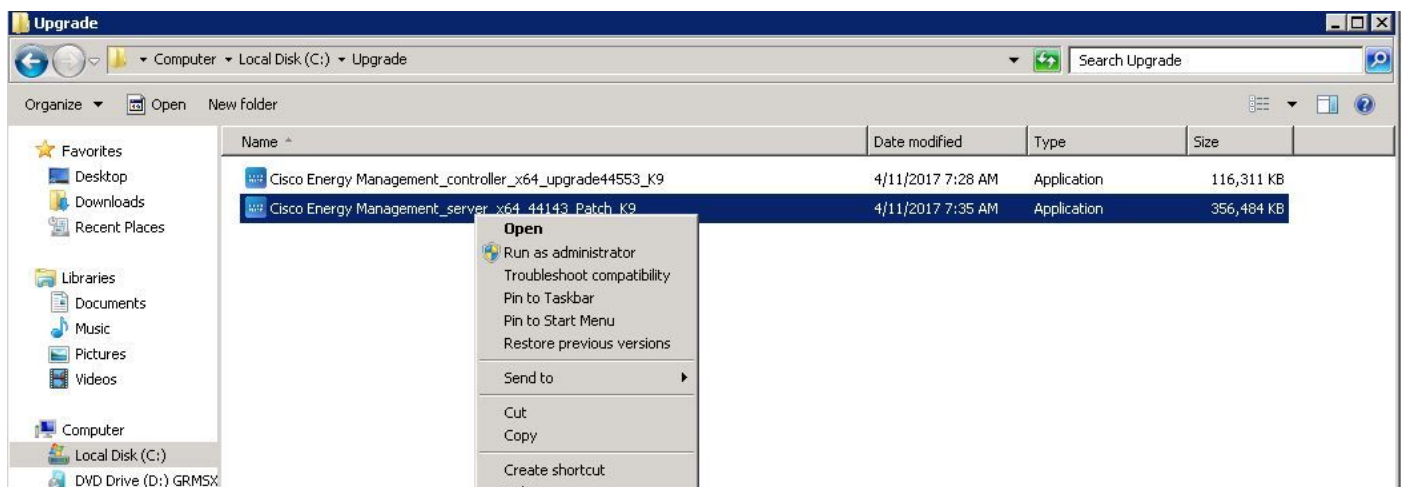 Upgrade
Computer Local Disk (C:) Upgrade
Search Upgrade
Organize Open New folder
Name Date modified Type Size
Favorites
Desktop
Downloads
Recent Places
Libraries
Documents
Music
Pictures
Videos
Computer
Local Disk (C:)
DVD Drive (D:) GRMSX
Cisco Energy Management_controller_x64_upgrade44553_K9 4/11/2017 7:28 AM Application 116,311 KB
Cisco Energy Management_server_x64_44143_Patch_K9 4/11/2017 7:35 AM Application 356,484 KB
Open
Run as administrator
Troubleshoot compatibility
Pin to Taskbar
Pin to Start Menu
Restore previous versions
Send to
Cut
Copy
Create shortcut